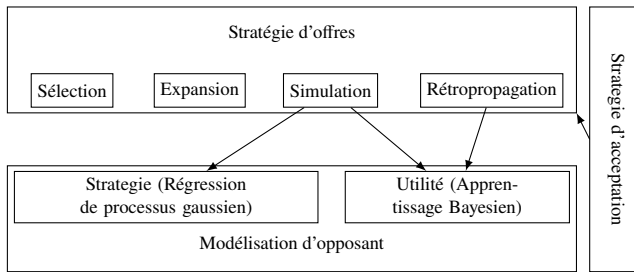 Stratégie d'offres
Sélection
Expansion
Simulation
Rétropropagation
Strategie (Régression
de processus gaussien)
Utilité (Appren-
tissage Bayesien)
Modélisation d'opposant
Strategie d'acceptation